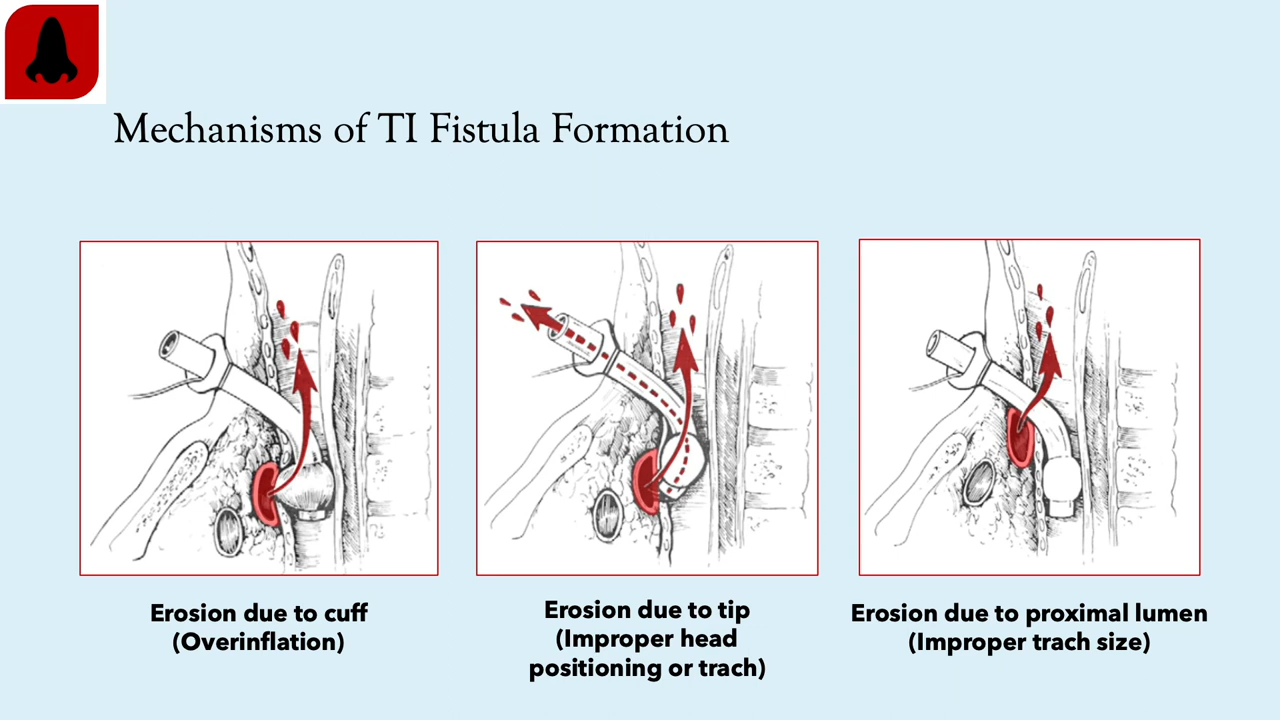 Mechanisms of TI Fistula Formation
Erosion due to cuff
(Overinflation)
Erosion due to tip
(Improper head
positioning or trach)
Erosion due to proximal lumen
(Improper trach size)